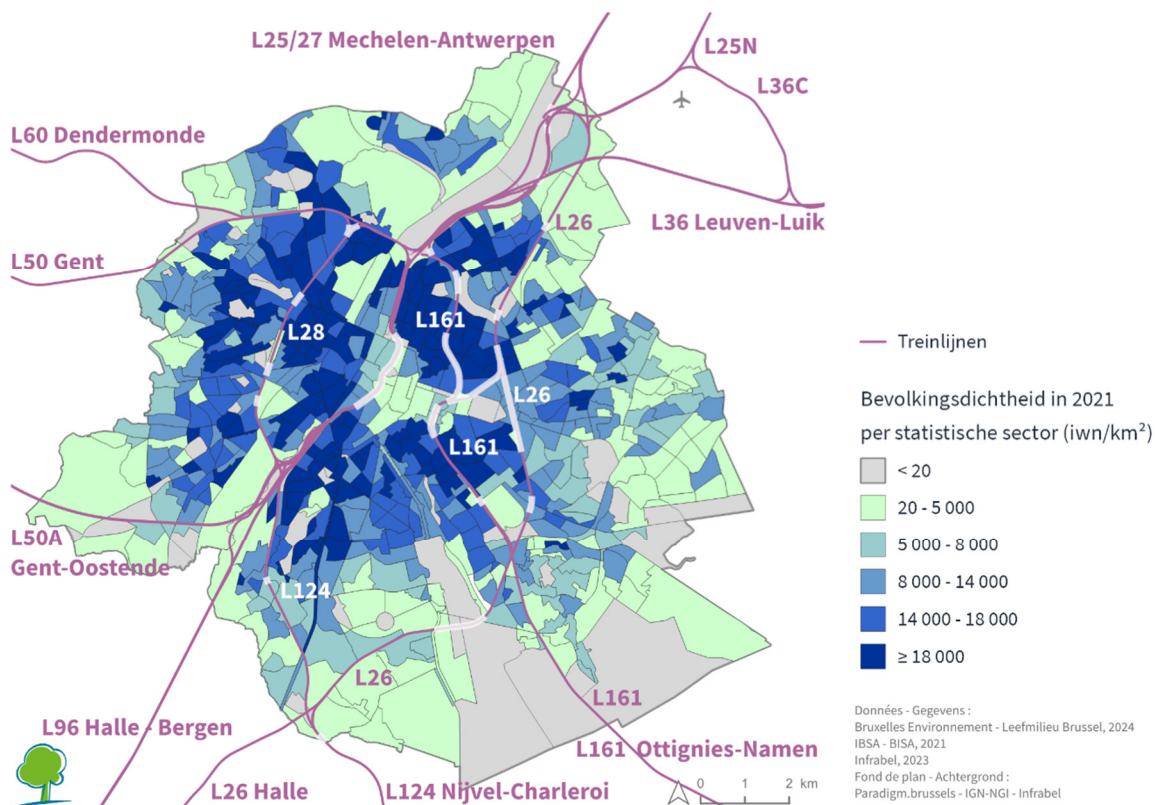 L25/27 Mechelen-Antwerpen
L25N
L36C
L60 Dendermonde
L26
L36 Leuven-Luik
L50 Gent
L28
L161
L26
L161
L50A
Gent-Oostende
L124
L26
L161
L96 Halle - Bergen
L161 Ottignies-Namen
L26 Halle
L124 Nijvel-Charleroi
0 1 2 km
Treinlijnen
Bevolkingsdichtheid in 2021
per statistische sector (iwn/km²)
< 20
20 - 5 000
5 000 - 8 000
8 000 - 14 000
14 000 - 18 000
≥ 18 000
Données - Gegevens :
Bruxelles Environnement - Leefmilieu Brussel, 2024
IBSA - BISA, 2021
Infrabel, 2023
Fond de plan - Achtergrond :
Paradigm.brussels - IGN-NGI - Infrabel